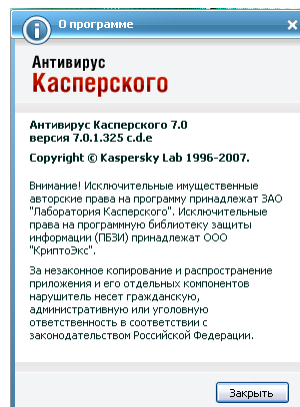 О программе
Антивирус
Касперского
Антивирус Касперского 7.0
версия 7.0.1.325 c.d.e
Copyright © Kaspersky Lab 1996-2007.
Внимание! Исключительные имущественные
авторские права на программу принадлежат ЗАО
"Лаборатория Касперского". Исключительные
права на программную библиотеку защиты
информации (ПБЗИ) принадлежат ООО
"КриптоЭкс".
За незаконное копирование и распространение
приложения и его отдельных компонентов
нарушитель несет гражданскую,
административную или уголовную
ответственность в соответствии с
законодательством Российской Федерации.
Закрыть